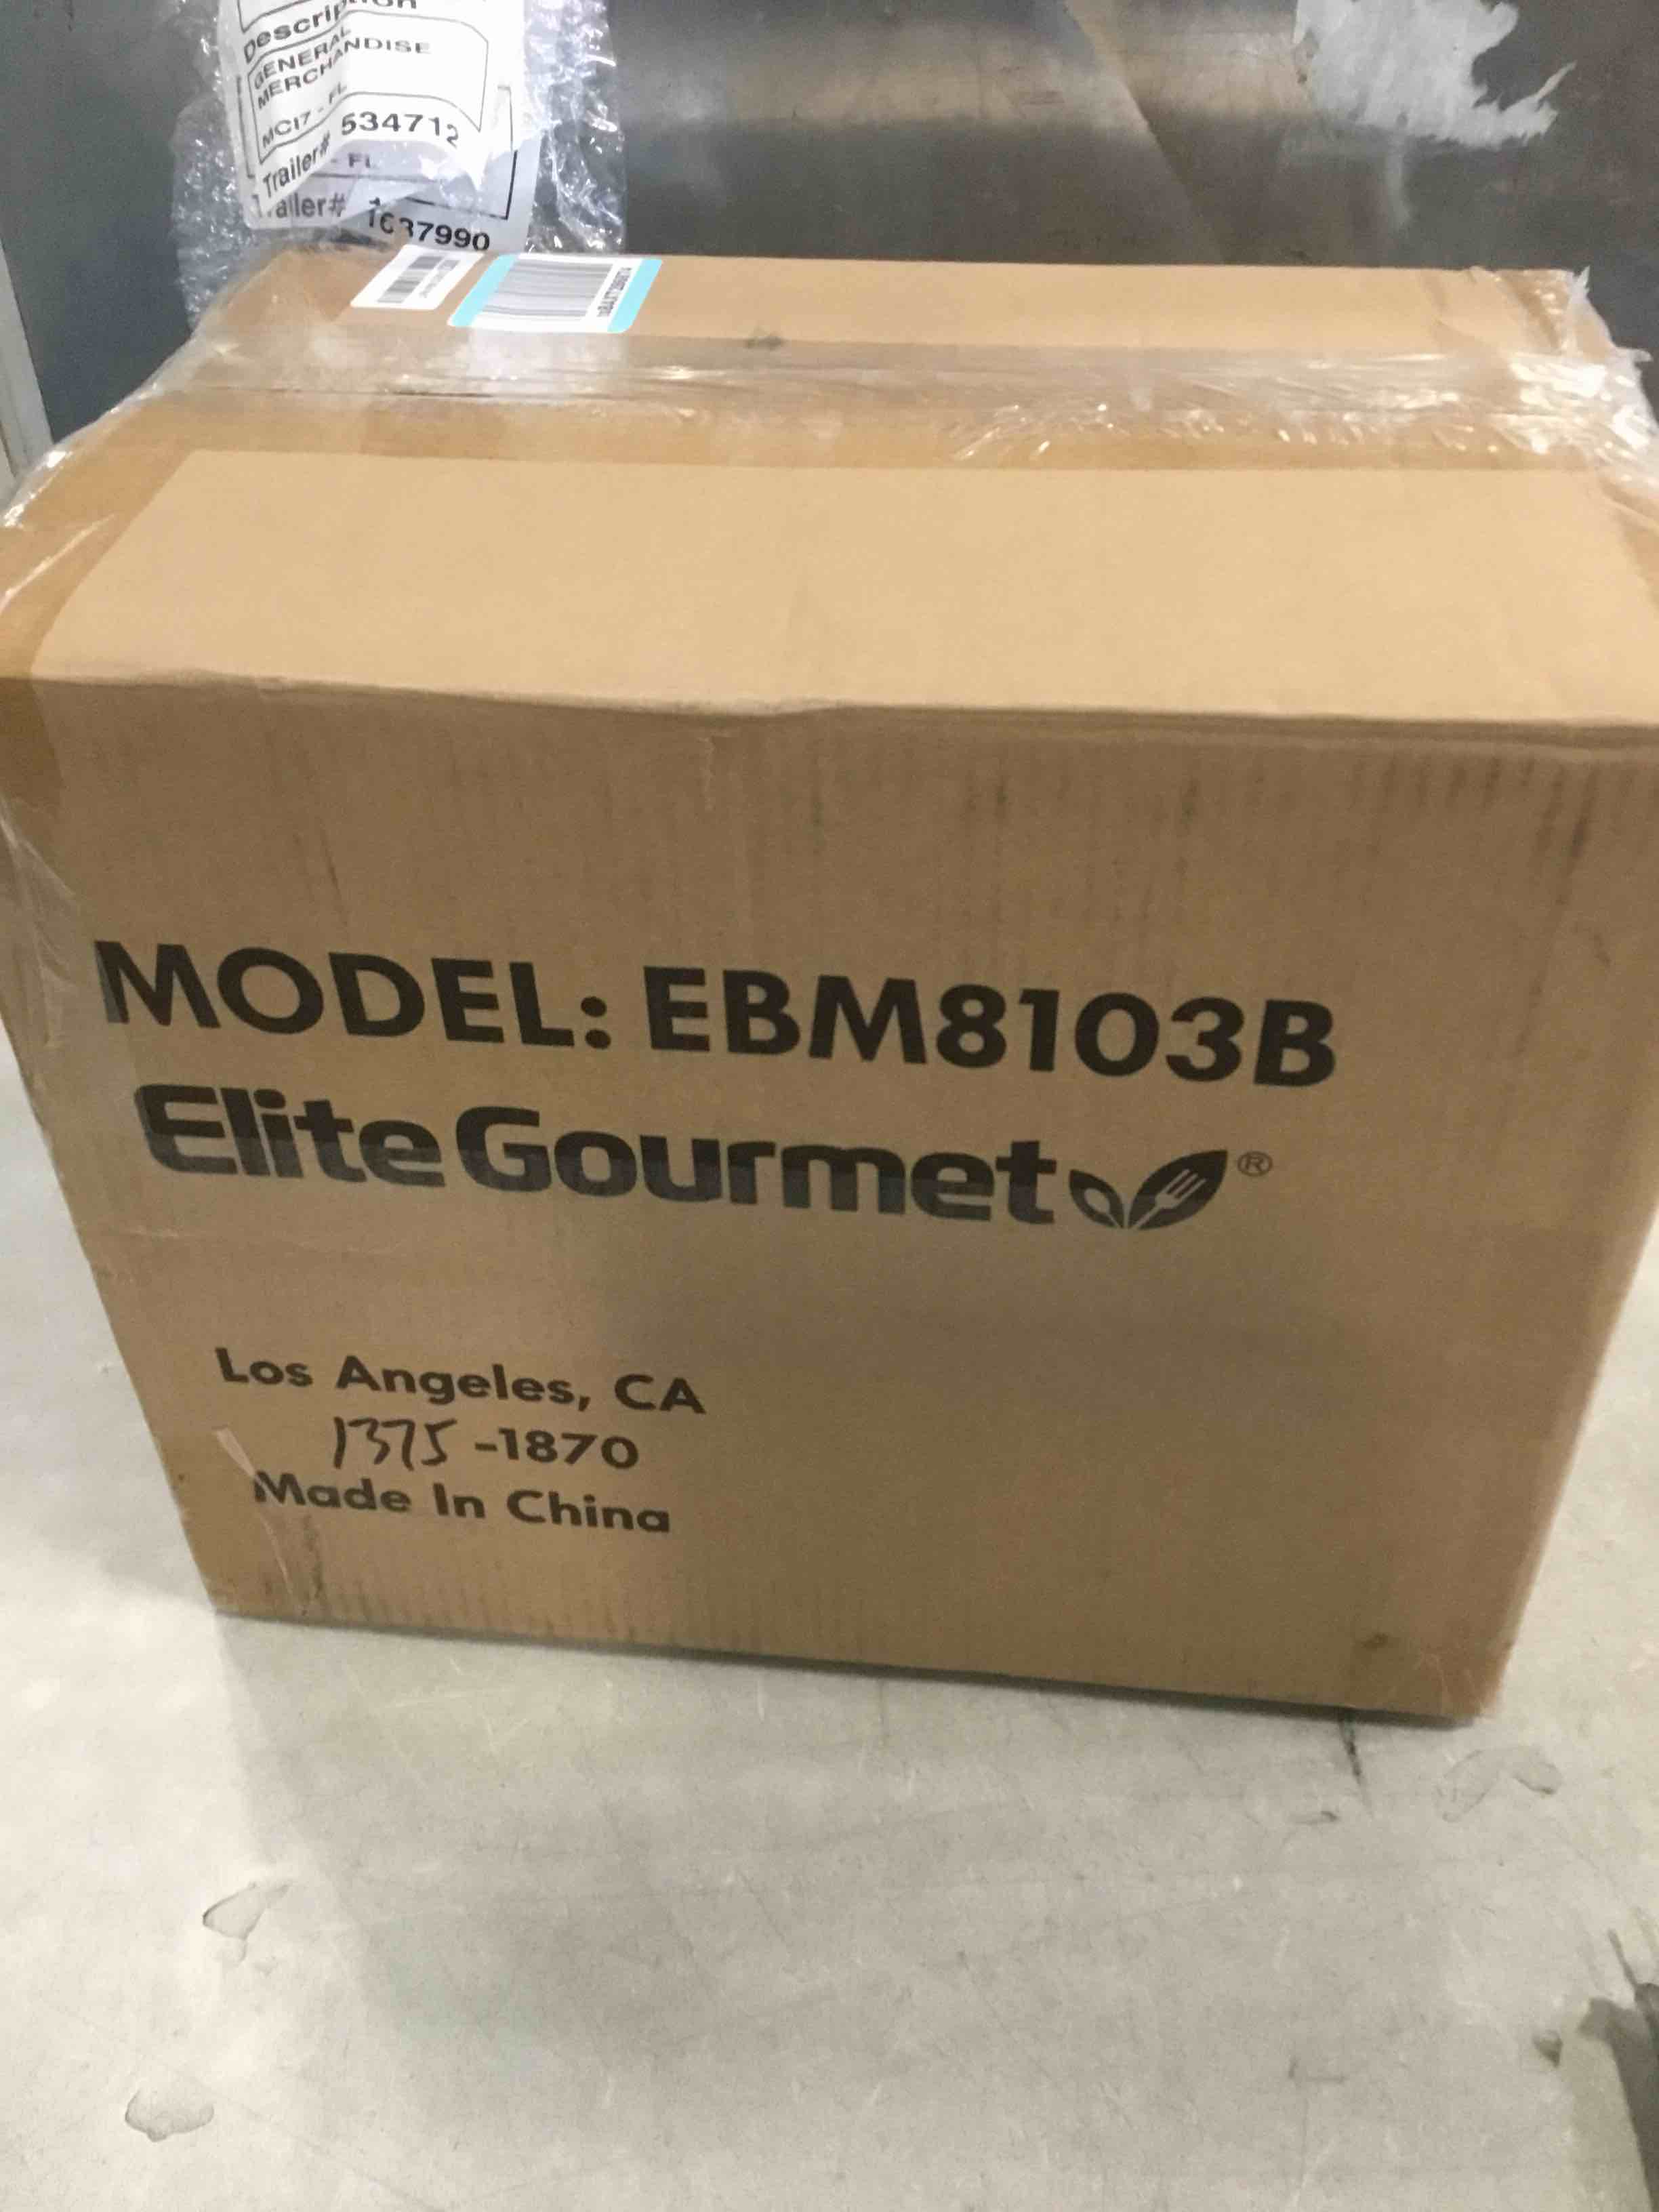 Description
GENERAL
MERCHANDISE
MCI7 - FL
Trailer# 534712
- FL
Trailer#
MODEL: EBM8103B
Elite Gourmet®
Los Angeles, CA
1375-1870
Made In China